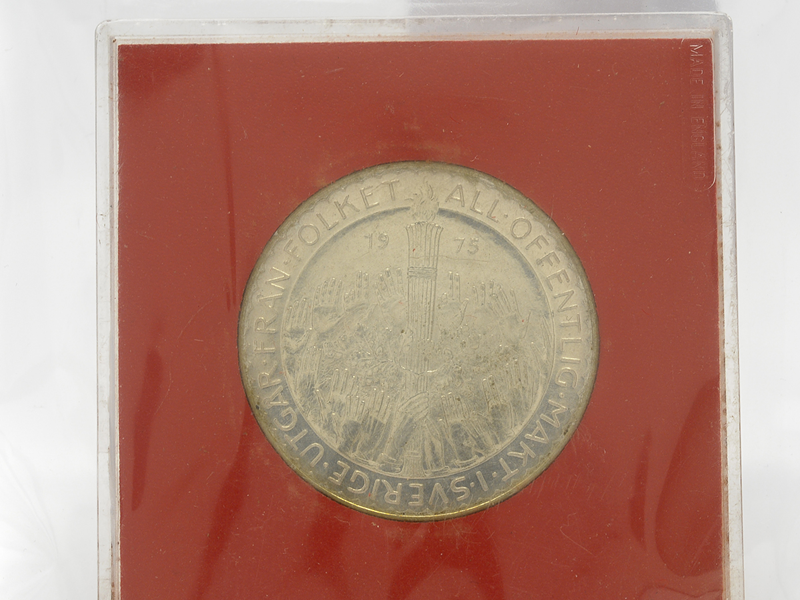 ALL·OFFENTLIG·MAKT·I·SVERIGE·UTGÅR·FRÅN·FOLKET
19 75
MADE IN ENGLAND